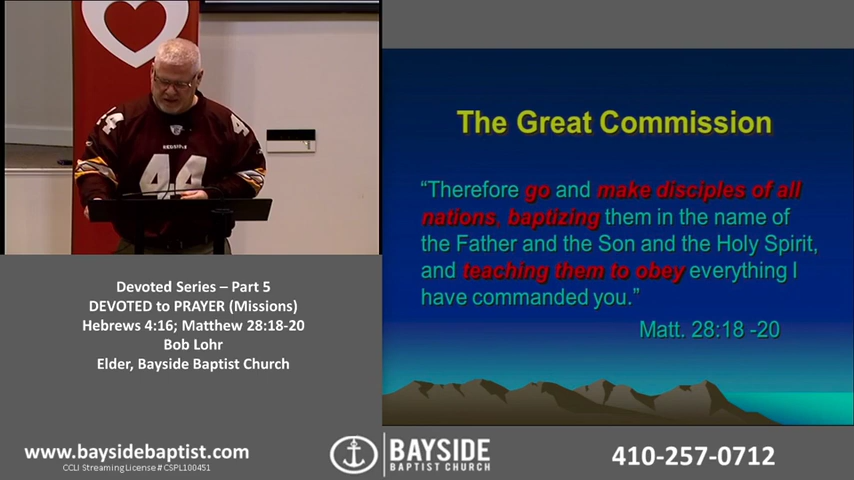 44
44
REDSKINS
44
Devoted Series – Part 5
DEVOTED to PRAYER (Missions)
Hebrews 4:16; Matthew 28:18-20
Bob Lohr
Elder, Bayside Baptist Church
The Great Commission
“Therefore go and make disciples of all
nations, baptizing them in the name of
the Father and the Son and the Holy Spirit,
and teaching them to obey everything I
have commanded you.”
Matt. 28:18 -20
www.baysidebaptist.com
CCLI Streaming License # CSPL100451
BAYSIDE
BAPTIST CHURCH
410-257-0712